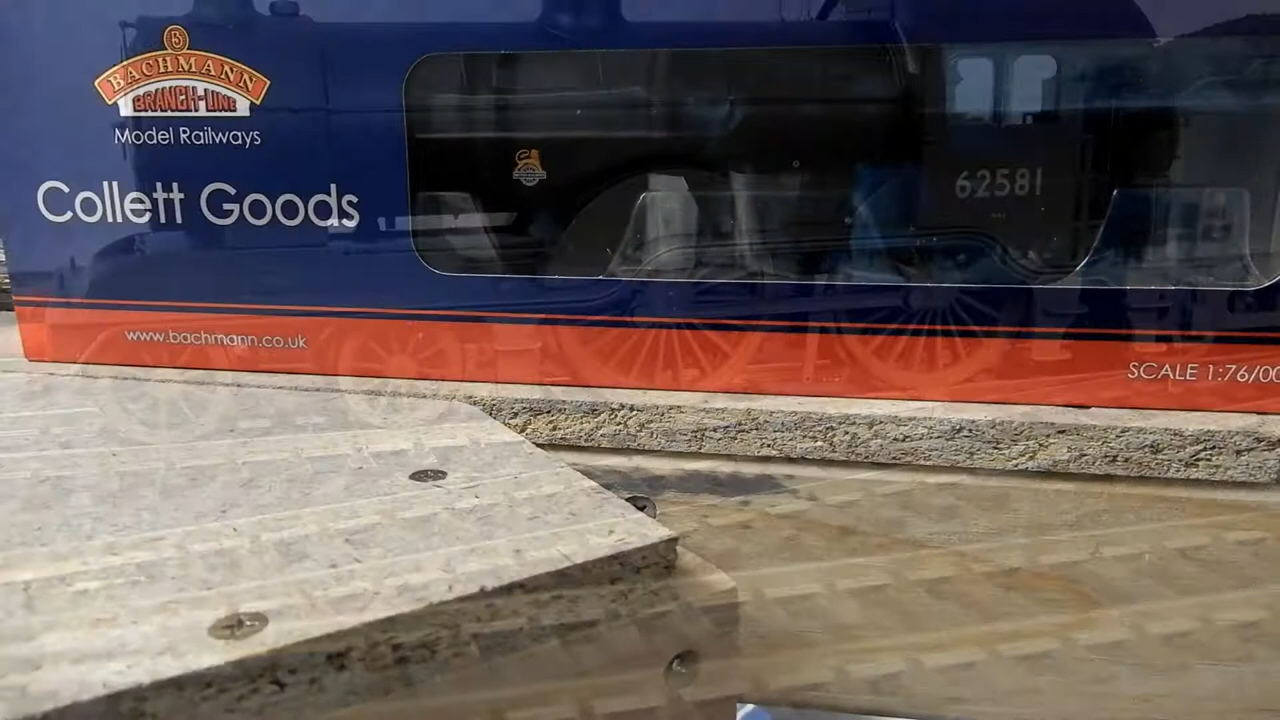 BACHMANN
BRANCH-LINE
Model Railways
Collett Goods
62581
www.bachmann.co.uk
SCALE 1:76/00